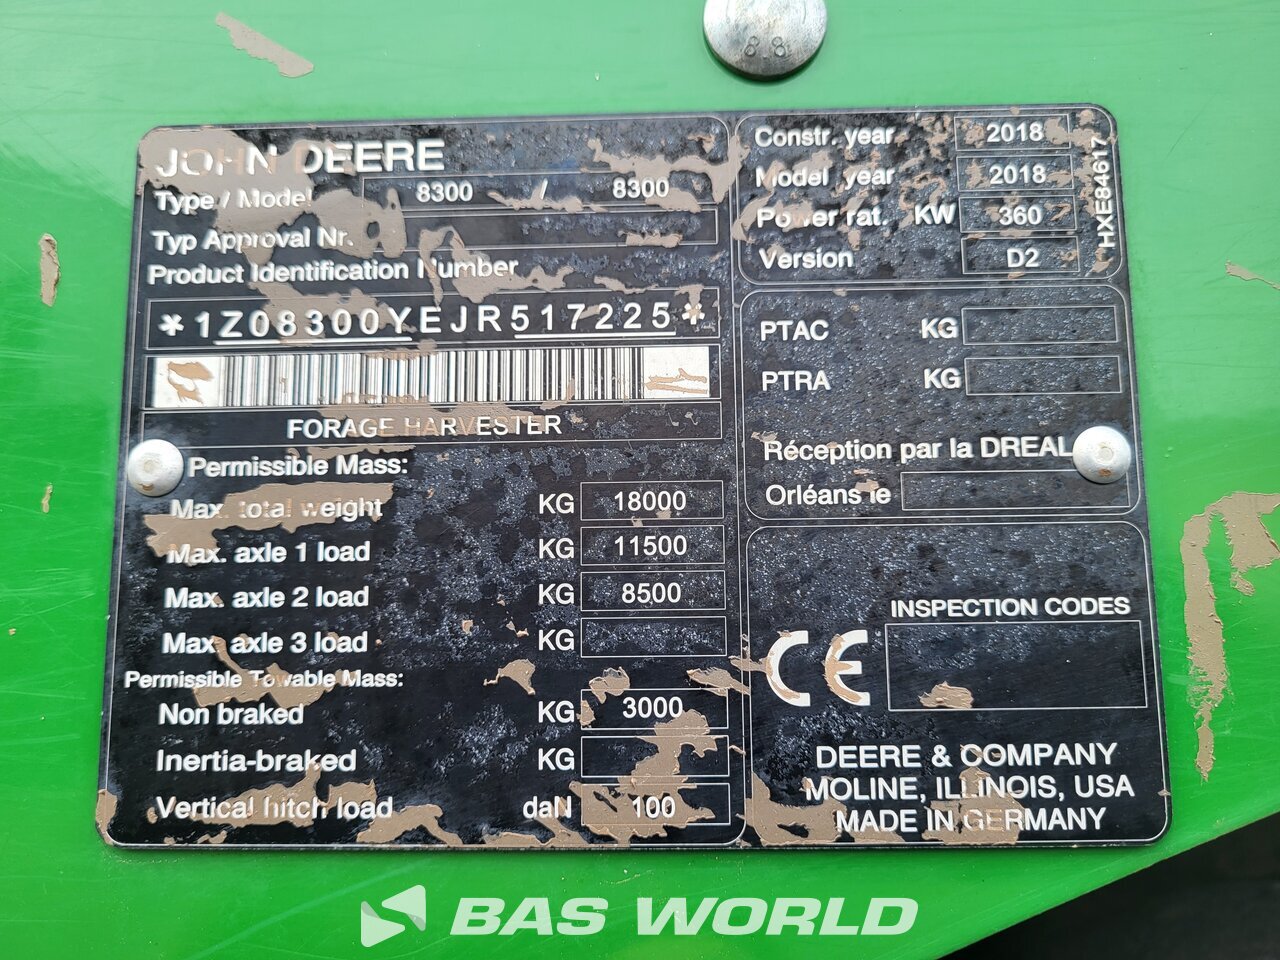 88
JOHN DEERE
Type / Model 8300 / 8300
Typ Approval Nr.
Product Identification Number
*1Z08300YEJR517225*
FORAGE HARVESTER
Permissible Mass:
Max. total weight KG 18000
Max. axle 1 load KG 11500
Max. axle 2 load KG 8500
Max. axle 3 load KG
Permissible Towable Mass:
Non braked KG 3000
Inertia-braked KG
Vertical hitch load daN 100
Constr. year 2018
Model year 2018
Power rat. KW 360
Version D2
HXE84617
PTAC KG
PTRA KG
Réception par la DREAL
Orléans le
INSPECTION CODES
CE
DEERE & COMPANY
MOLINE, ILLINOIS, USA
MADE IN GERMANY
BAS WORLD